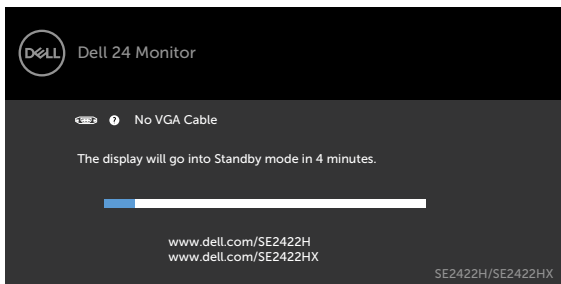 DELL
Dell 24 Monitor
? No VGA Cable
The display will go into Standby mode in 4 minutes.
www.dell.com/SE2422H
www.dell.com/SE2422HX
SE2422H/SE2422HX